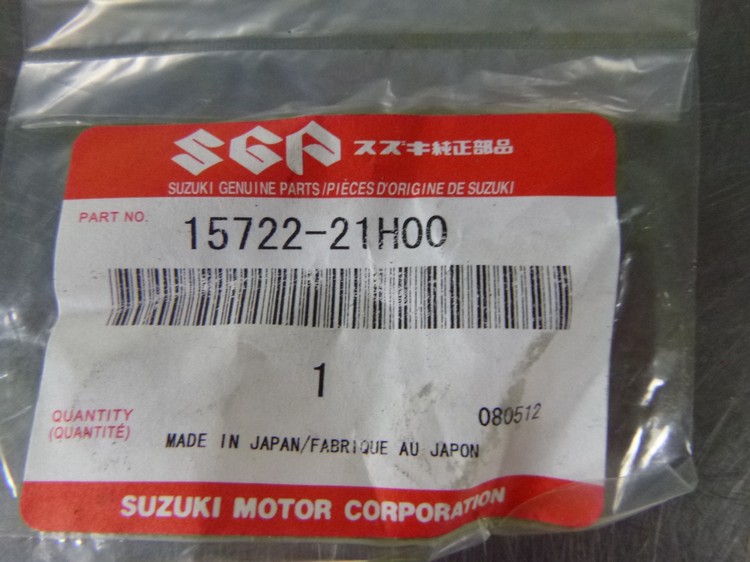 SGP スズキ純正部品
SUZUKI GENUINE PARTS/PIÈCES D'ORIGINE DE SUZUKI
PART NO. 15722-21H00
1
QUANTITY
(QUANTITÉ)
080512
MADE IN JAPAN/FABRIQUE AU JAPON
SUZUKI MOTOR CORPORATION